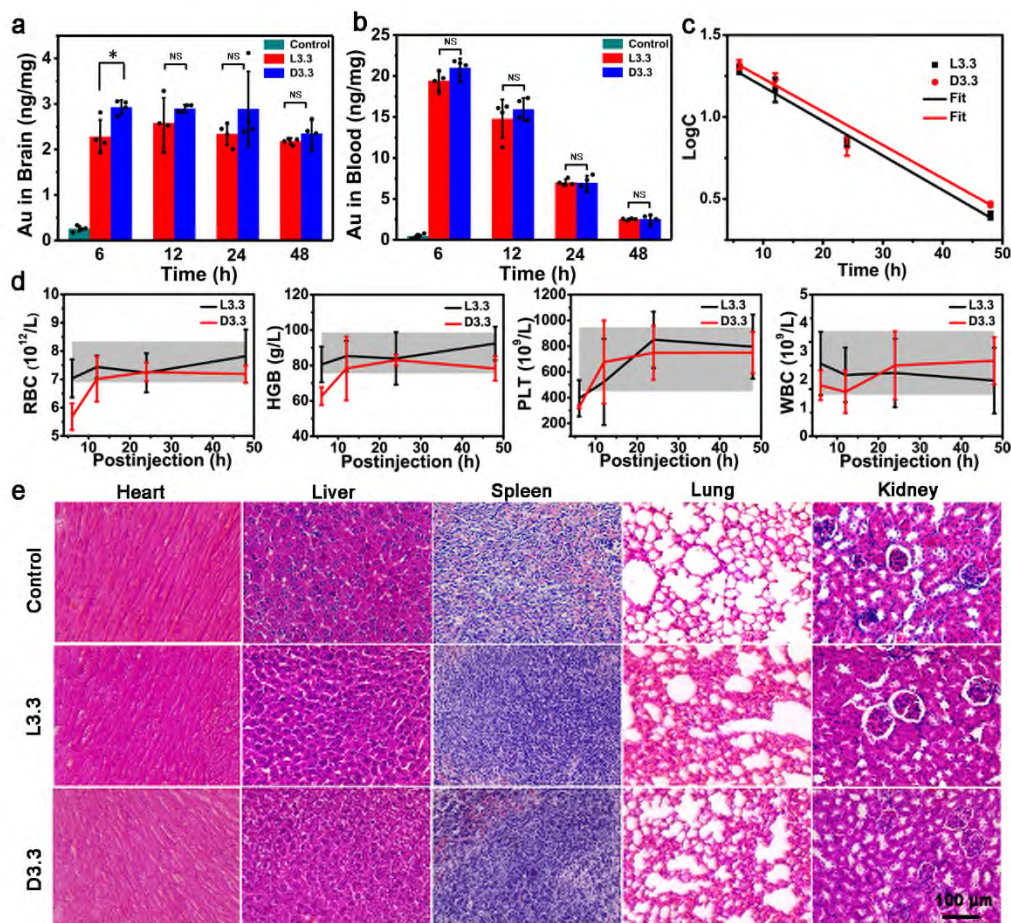 a
Au in Brain (ng/mg)
5
4
3
2
1
0
Control
L3.3
D3.3
*
NS
NS
NS
6 12 24 48
Time (h)
b
Au in Blood (ng/mg)
25
20
15
10
5
0
Control
L3.3
D3.3
NS
NS
NS
NS
6 12 24 48
Time (h)
c
LogC
1.5
1.0
0.5
L3.3
D3.3
Fit
Fit
10 20 30 40 50
Time (h)
d
RBC (10¹²/L)
9
8
7
6
5
L3.3
D3.3
0 10 20 30 40 50
Postinjection (h)
HGB (g/L)
120
100
80
60
40
L3.3
D3.3
0 10 20 30 40 50
Postinjection (h)
PLT (10⁹/L)
1200
1000
800
600
400
200
L3.3
D3.3
0 10 20 30 40 50
Postinjection (h)
WBC (10⁹/L)
4
3
2
1
0
L3.3
D3.3
0 10 20 30 40 50
Postinjection (h)
e
Heart Liver Spleen Lung Kidney
Control
L3.3
D3.3
100 µm